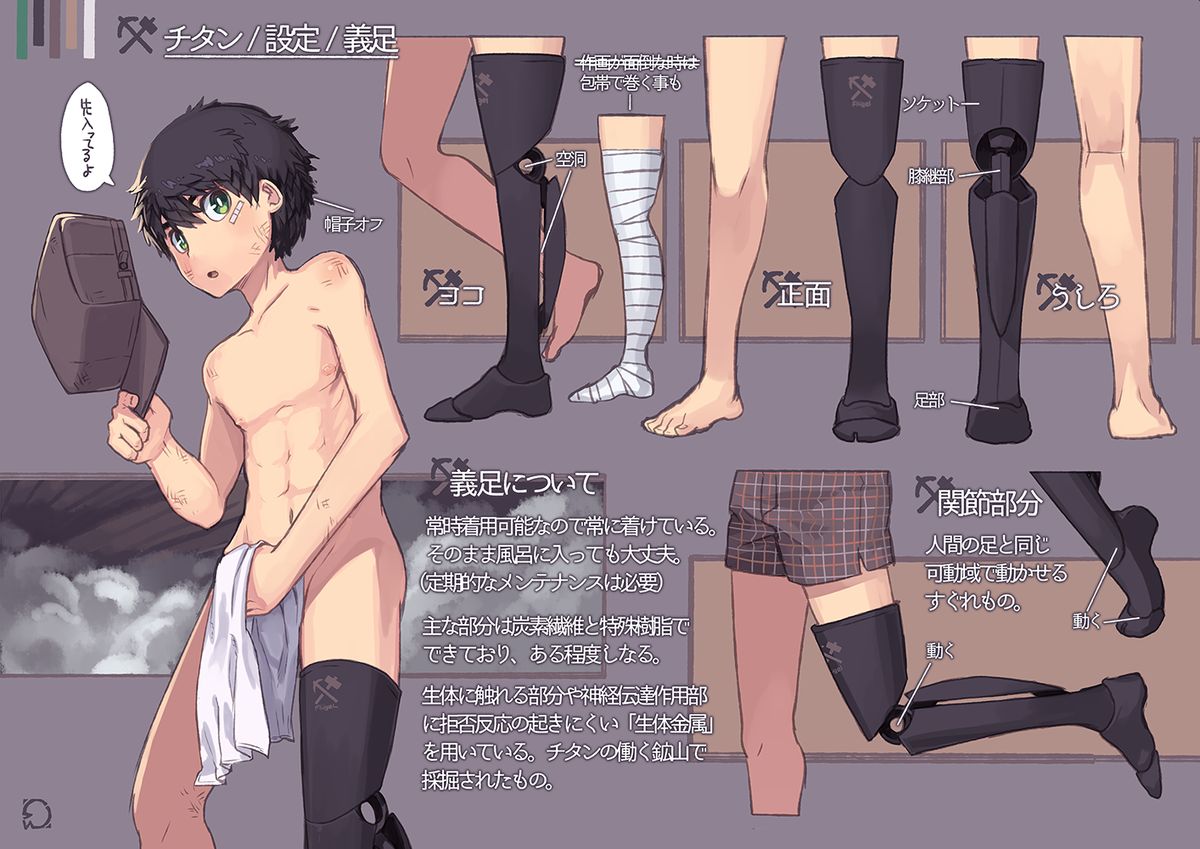 チタン/設定/義足
先入ってるよ
帽子オフ
作画が面倒な時は
包帯で巻く事も
空洞
ヨコ
正面
ソケットー
膝継部
うしろ
足部
義足について
常時着用可能なので常に着けている。
そのまま風呂に入っても大丈夫。
(定期的なメンテナンスは必要)
主な部分は炭素繊維と特殊樹脂で
できており、ある程度しなる。
生体に触れる部分や神経伝達作用部
に拒否反応の起きにくい「生体金属」
を用いている。チタンの働く鉱山で
採掘されたもの。
関節部分
人間の足と同じ
可動域で動かせる
すぐれもの。
動く
動く
Flügel